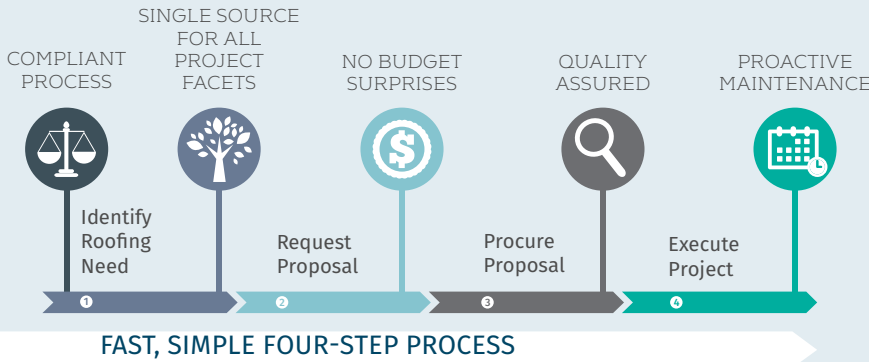 COMPLIANT
PROCESS
SINGLE SOURCE
FOR ALL
PROJECT
FACETS
NO BUDGET
SURPRISES
QUALITY
ASSURED
PROACTIVE
MAINTENANCE
$
Identify
Roofing
Need
Request
Proposal
Procure
Proposal
Execute
Project
1
2
3
4
FAST, SIMPLE FOUR-STEP PROCESS